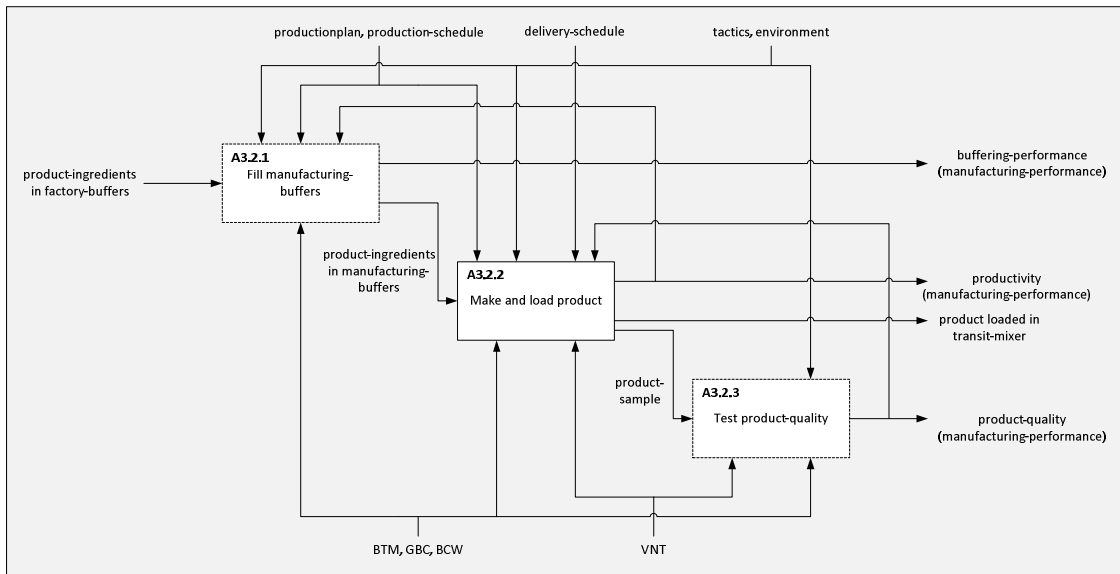 productionplan, production-schedule
delivery-schedule
tactics, environment
A3.2.1
Fill manufacturing-
buffers
product-ingredients
in factory-buffers
buffering-performance
(manufacturing-performance)
product-ingredients
in manufacturing-
buffers
A3.2.2
Make and load product
productivity
(manufacturing-performance)
product loaded in
transit-mixer
product-
sample
A3.2.3
Test product-quality
product-quality
(manufacturing-performance)
BTM, GBC, BCW
VNT